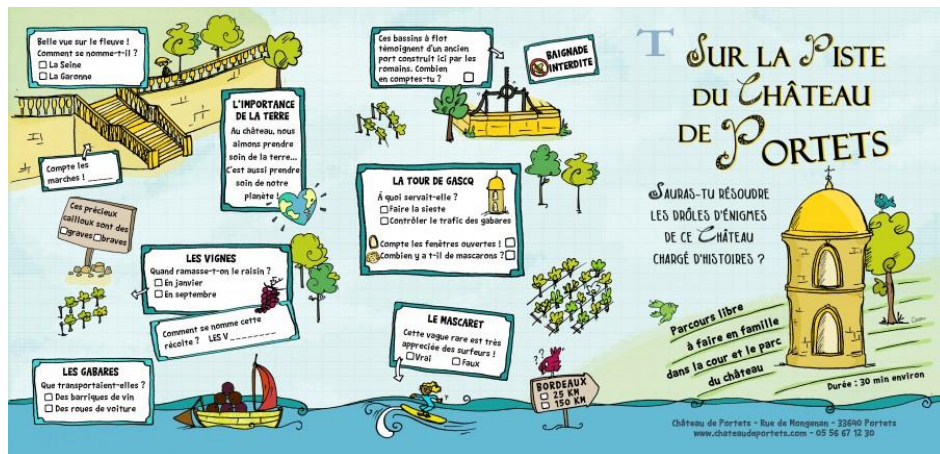 Belle vue sur le fleuve !
Comment se nomme-t-il ?
La Seine
La Garonne
Compte les
marches ! _____
L'IMPORTANCE
DE LA TERRE
Au château, nous
aimons prendre
soin de la terre...
C'est aussi prendre
soin de notre
planète !
Ces précieux
cailloux sont des
graves braves
LES VIGNES
Quand ramasse-t-on le raisin ?
En janvier
En septembre
Comment se nomme cette
récolte ? LES V_______
LES GABARES
Que transportaient-elles ?
Des barriques de vin
Des roues de voiture
Ces bassins à flot
témoignent d'un ancien
port construit ici par les
romains. Combien
en comptes-tu ?
BAIGNADE
INTERDITE
LA TOUR DE GASCQ
À quoi servait-elle ?
Faire la sieste
Contrôler le trafic des gabares
Compte les fenêtres ouvertes !
Combien y a t-il de mascarons ?
LE MASCARET
Cette vague rare est très
appreciée des surfeurs !
Vrai Faux
???
BORDEAUX
25 KM
150 KM
T
SUR LA PISTE
DU CHÂTEAU
DE PORTETS
SAURAS-TU RÉSOUDRE
LES DRÔLES D'ÉNIGMES
DE CE CHÂTEAU
CHARGÉ D'HISTOIRES ?
Parcours libre
à faire en famille
dans la cour et le parc
du château
Durée : 30 min environ
Château de Portets - Rue de Mongenan - 33640 Portets
www.chateaudeportets.com - 05 56 67 12 30